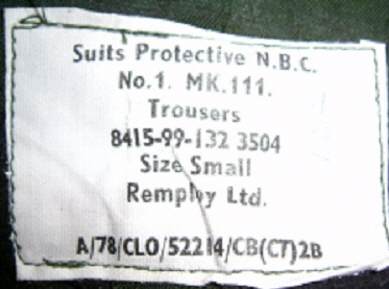 Suits Protective N.B.C.
No.1. MK.111.
Trousers
8415-99-132 3504
Size Small
Remploy Ltd.
A/78/CLO/52214/CB(CT)2B